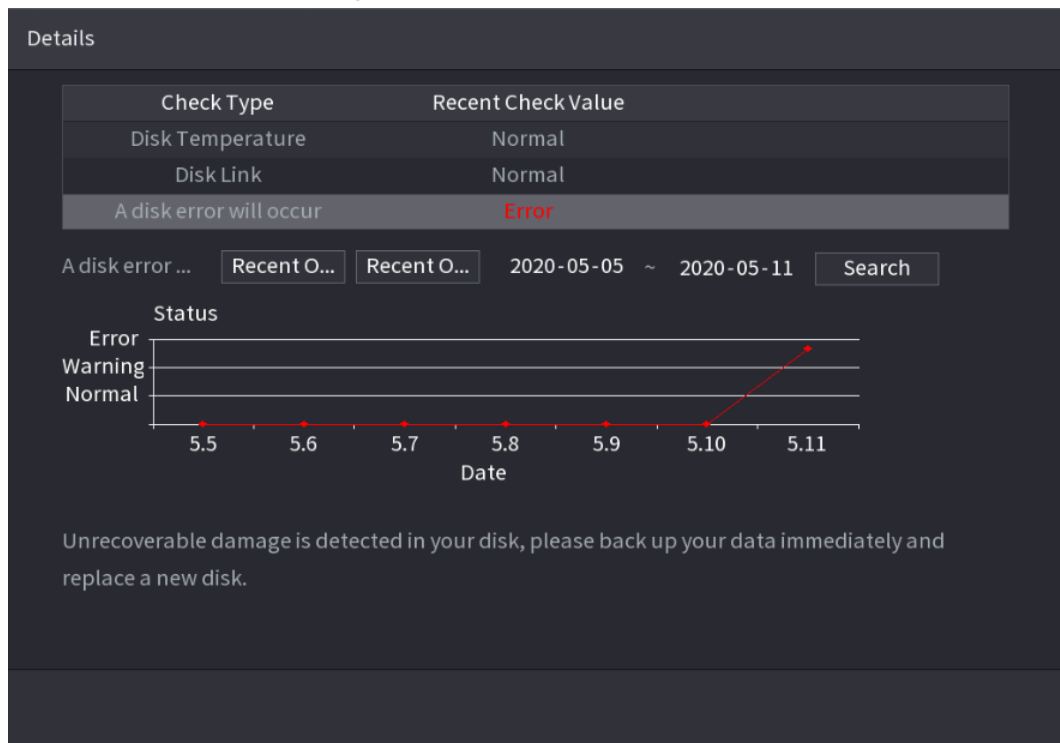 Details
Check Type Recent Check Value
Disk Temperature Normal
Disk Link Normal
A disk error will occur Error
A disk error ... Recent O... Recent O... 2020-05-05 ~ 2020-05-11 Search
Status
Error
Warning
Normal
5.5 5.6 5.7 5.8 5.9 5.10 5.11
Date
Unrecoverable damage is detected in your disk, please back up your data immediately and
replace a new disk.